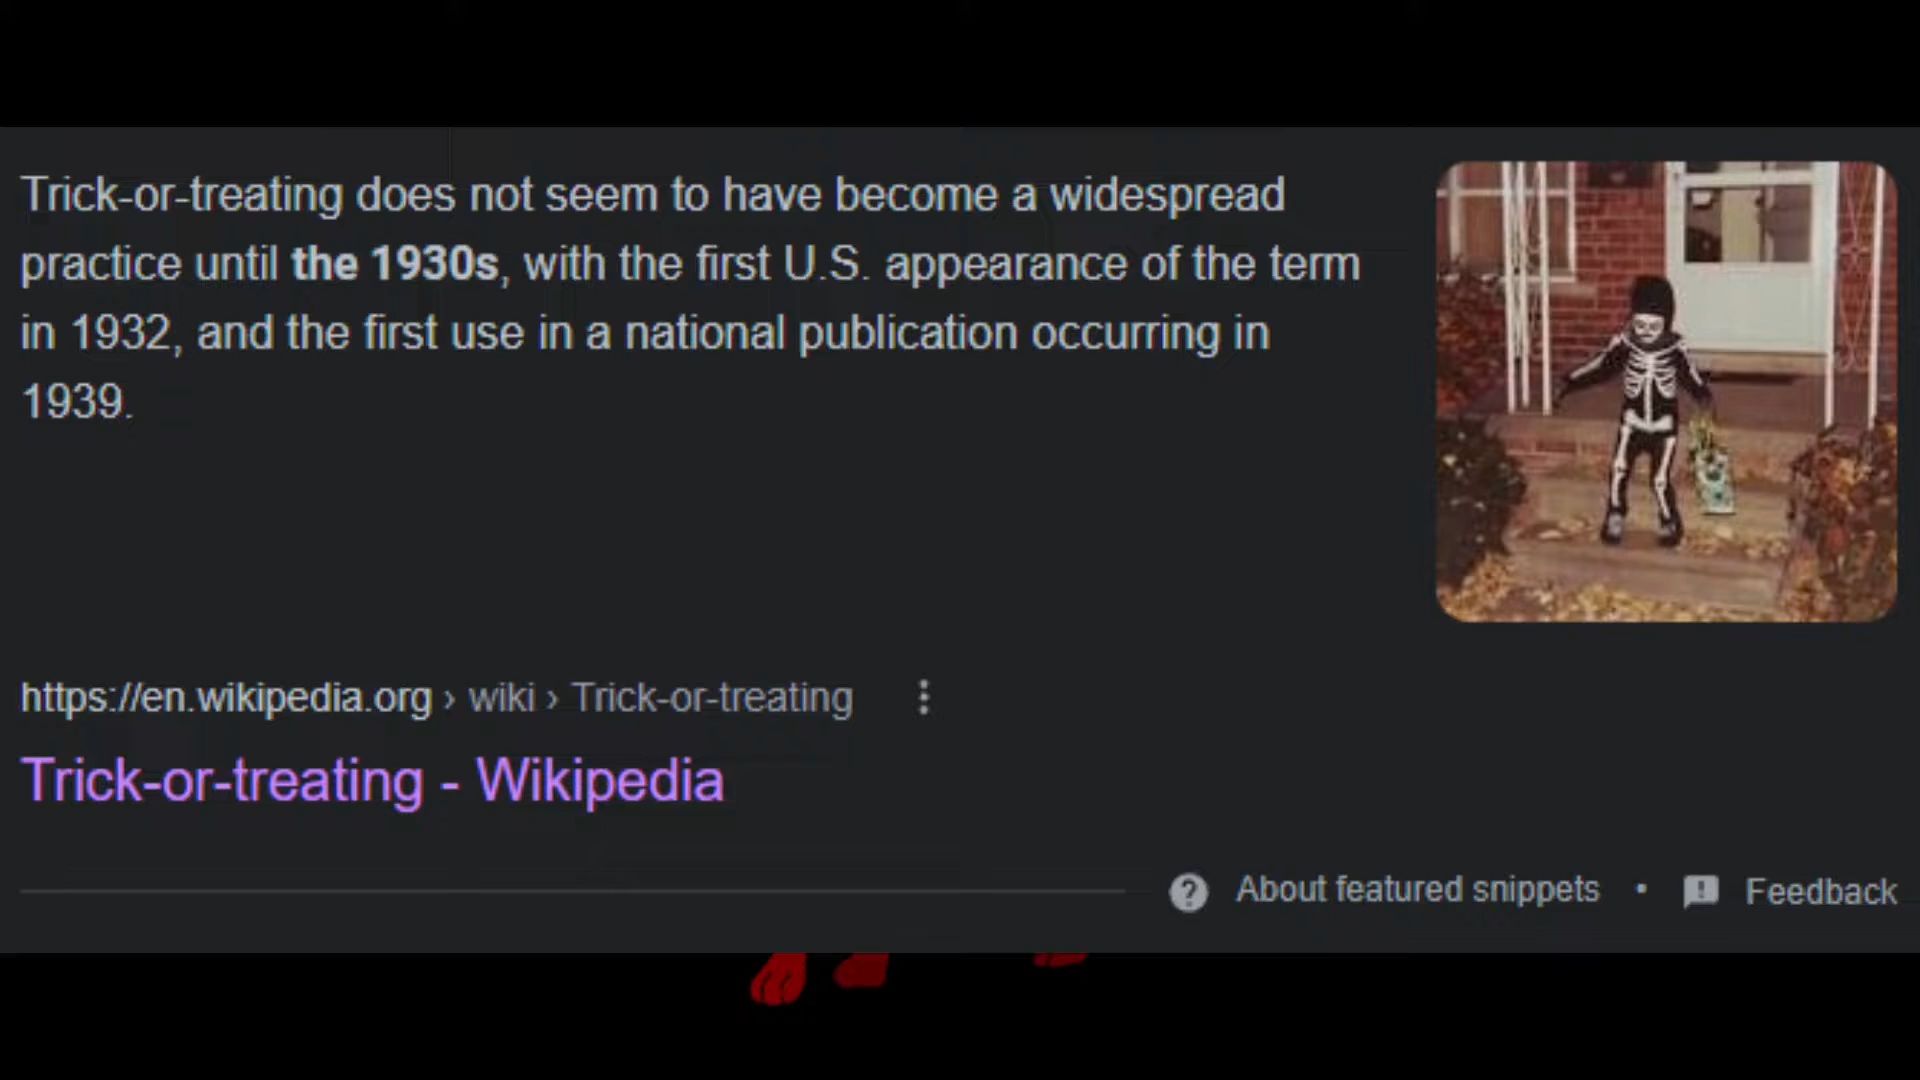 Trick-or-treating does not seem to have become a widespread
practice until the 1930s, with the first U.S. appearance of the term
in 1932, and the first use in a national publication occurring in
1939.
https://en.wikipedia.org › wiki › Trick-or-treating
Trick-or-treating - Wikipedia
About featured snippets • Feedback